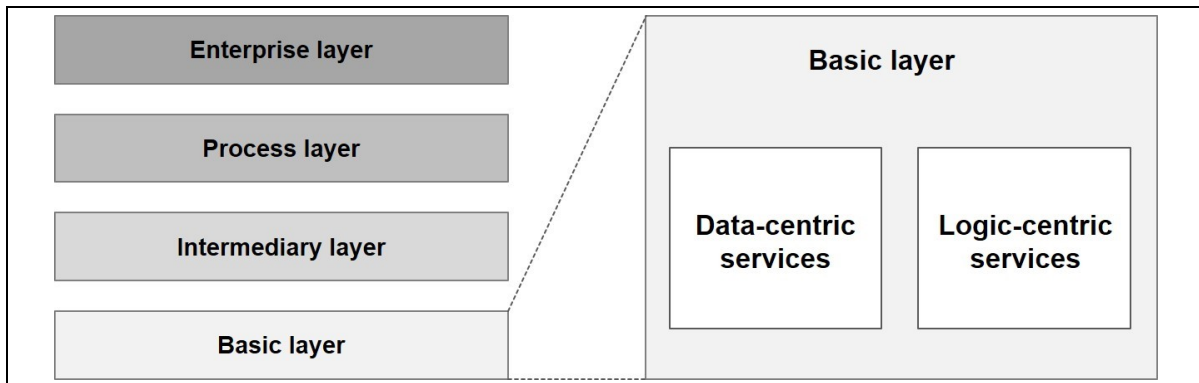 Enterprise layer
Process layer
Intermediary layer
Basic layer
Basic layer
Data-centric
services
Logic-centric
services